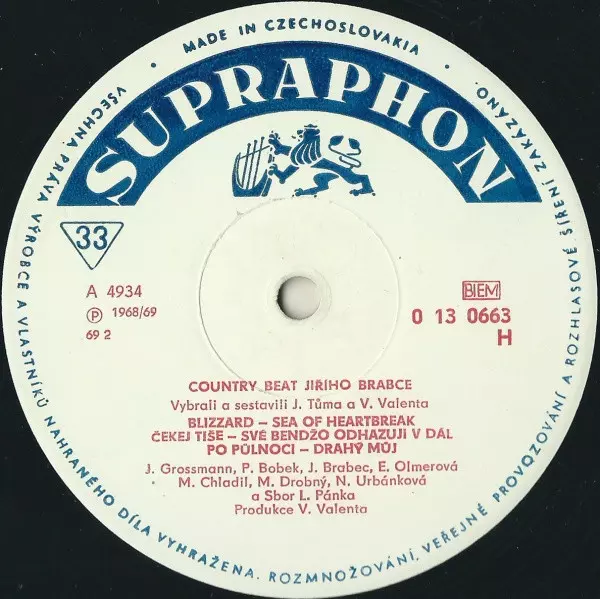 • MADE IN CZECHOSLOVAKIA •
SUPRAPHON
33
A 4934
Ⓟ 1968/69
69 2
BIEM
0 13 0663
H
COUNTRY BEAT JIŘÍHO BRABCE
Vybrali a sestavili J. Tůma a V. Valenta
BLIZZARD – SEA OF HEARTBREAK
ČEKEJ TIŠE – SVÉ BENDŽO ODHAZUJI V DÁL
PO PŮLNOCI – DRAHÝ MŮJ
J. Grossmann, P. Bobek, J. Brabec, E. Olmerová
M. Chladil, M. Drobný, N. Urbánková
a Sbor L. Pánka
Produkce V. Valenta
VŠECHNA PRÁVA VÝROBCE A VLASTNÍKŮ NAHRANÉHO DÍLA VYHRAŽENA. ROZMNOŽOVÁNÍ, VEŘEJNÉ PROVOZOVÁNÍ A ROZHLASOVÉ ŠÍŘENÍ ZAKÁZÁNO.